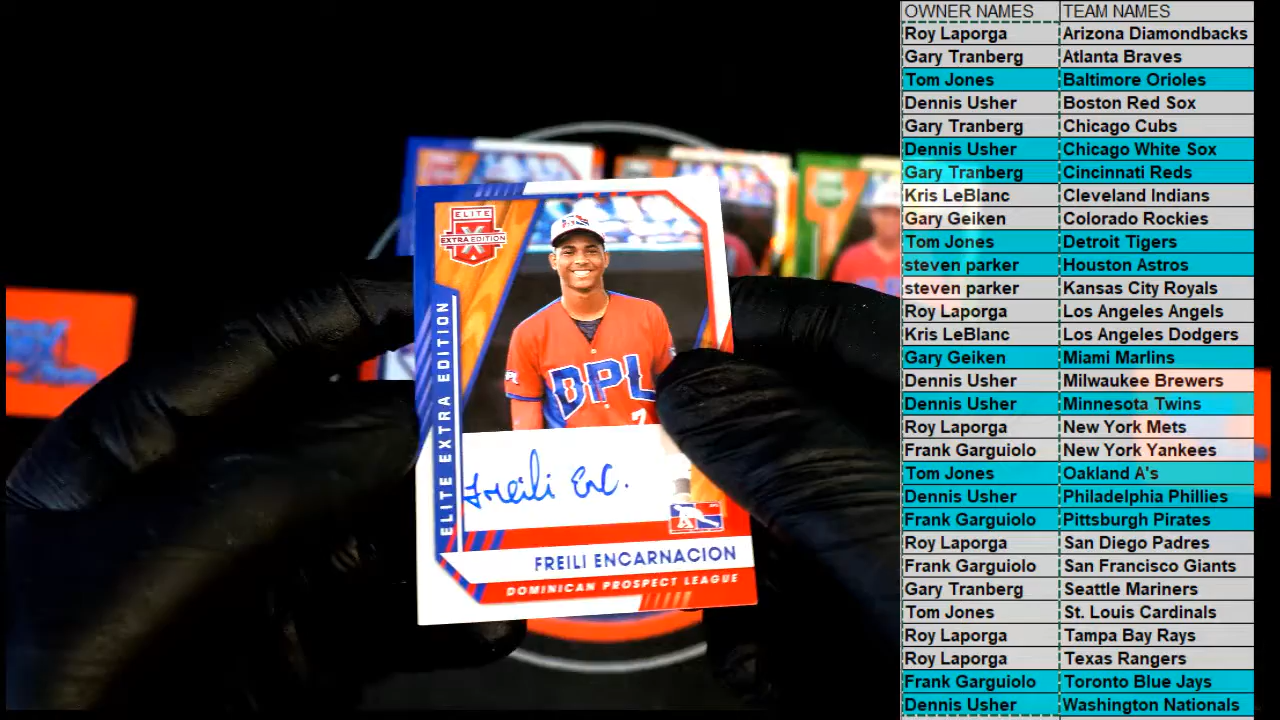 ELITE
EXTRA EDITION
ELITE EXTRA EDITION
DPL
7
Freili Enc.
FREILI ENCARNACION
DOMINICAN PROSPECT LEAGUE
OWNER NAMES TEAM NAMES
Roy Laporga Arizona Diamondbacks
Gary Tranberg Atlanta Braves
Tom Jones Baltimore Orioles
Dennis Usher Boston Red Sox
Gary Tranberg Chicago Cubs
Dennis Usher Chicago White Sox
Gary Tranberg Cincinnati Reds
Kris LeBlanc Cleveland Indians
Gary Geiken Colorado Rockies
Tom Jones Detroit Tigers
steven parker Houston Astros
steven parker Kansas City Royals
Roy Laporga Los Angeles Angels
Kris LeBlanc Los Angeles Dodgers
Gary Geiken Miami Marlins
Dennis Usher Milwaukee Brewers
Dennis Usher Minnesota Twins
Roy Laporga New York Mets
Frank Garguiolo New York Yankees
Tom Jones Oakland A's
Dennis Usher Philadelphia Phillies
Frank Garguiolo Pittsburgh Pirates
Roy Laporga San Diego Padres
Frank Garguiolo San Francisco Giants
Gary Tranberg Seattle Mariners
Tom Jones St. Louis Cardinals
Roy Laporga Tampa Bay Rays
Roy Laporga Texas Rangers
Frank Garguiolo Toronto Blue Jays
Dennis Usher Washington Nationals